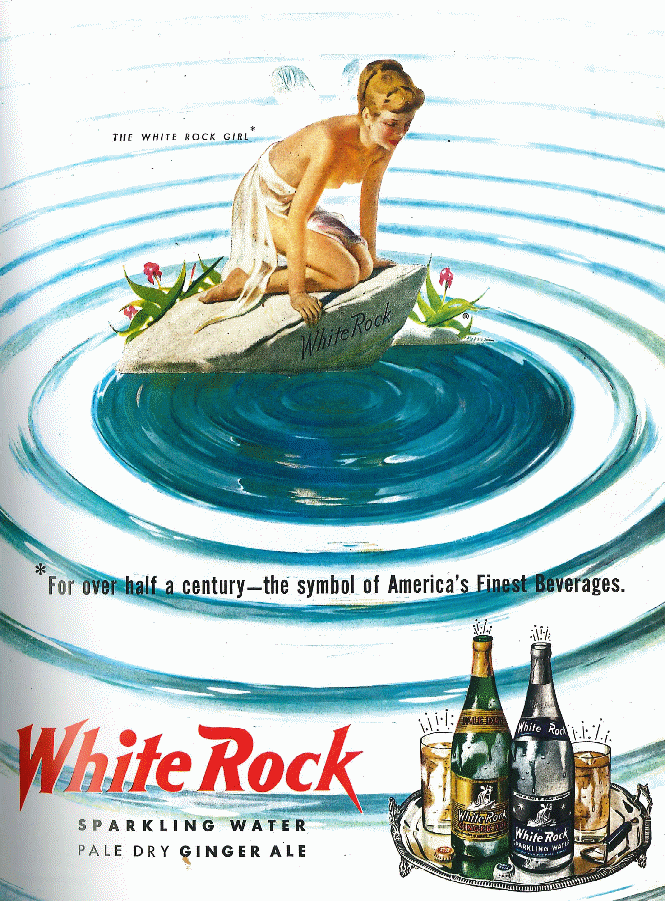 THE WHITE ROCK GIRL*
White Rock
®
*For over half a century—the symbol of America's Finest Beverages.
White Rock
SPARKLING WATER
PALE DRY GINGER ALE
White Rock
White Rock
White Rock
SPARKLING WATER